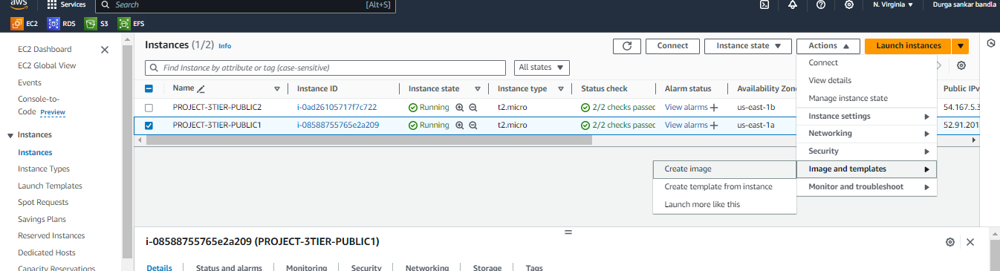 aws Services Search [Alt+S] N. Virginia Durga sankar bandla
EC2 RDS S3 EFS
EC2 Dashboard
EC2 Global View
Events
Console-to-
Code Preview
Instances
Instances
Instance Types
Launch Templates
Spot Requests
Savings Plans
Reserved Instances
Dedicated Hosts
Capacity Reservations
Instances (1/2) Info Connect Instance state Actions Launch instances
Find Instance by attribute or tag (case-sensitive) All states
Name Instance ID Instance state Instance type Status check Alarm status Availability Zone Public IPv
PROJECT-3TIER-PUBLIC2 i-0ad26105717f7c722 Running t2.micro 2/2 checks passed View alarms us-east-1b 54.167.5.3
PROJECT-3TIER-PUBLIC1 i-08588755765e2a209 Running t2.micro 2/2 checks passed View alarms us-east-1a 52.91.201
Connect
View details
Manage instance state
Instance settings
Networking
Security
Image and templates
Monitor and troubleshoot
Create image
Create template from instance
Launch more like this
i-08588755765e2a209 (PROJECT-3TIER-PUBLIC1)
Details Status and alarms Monitoring Security Networking Storage Tags